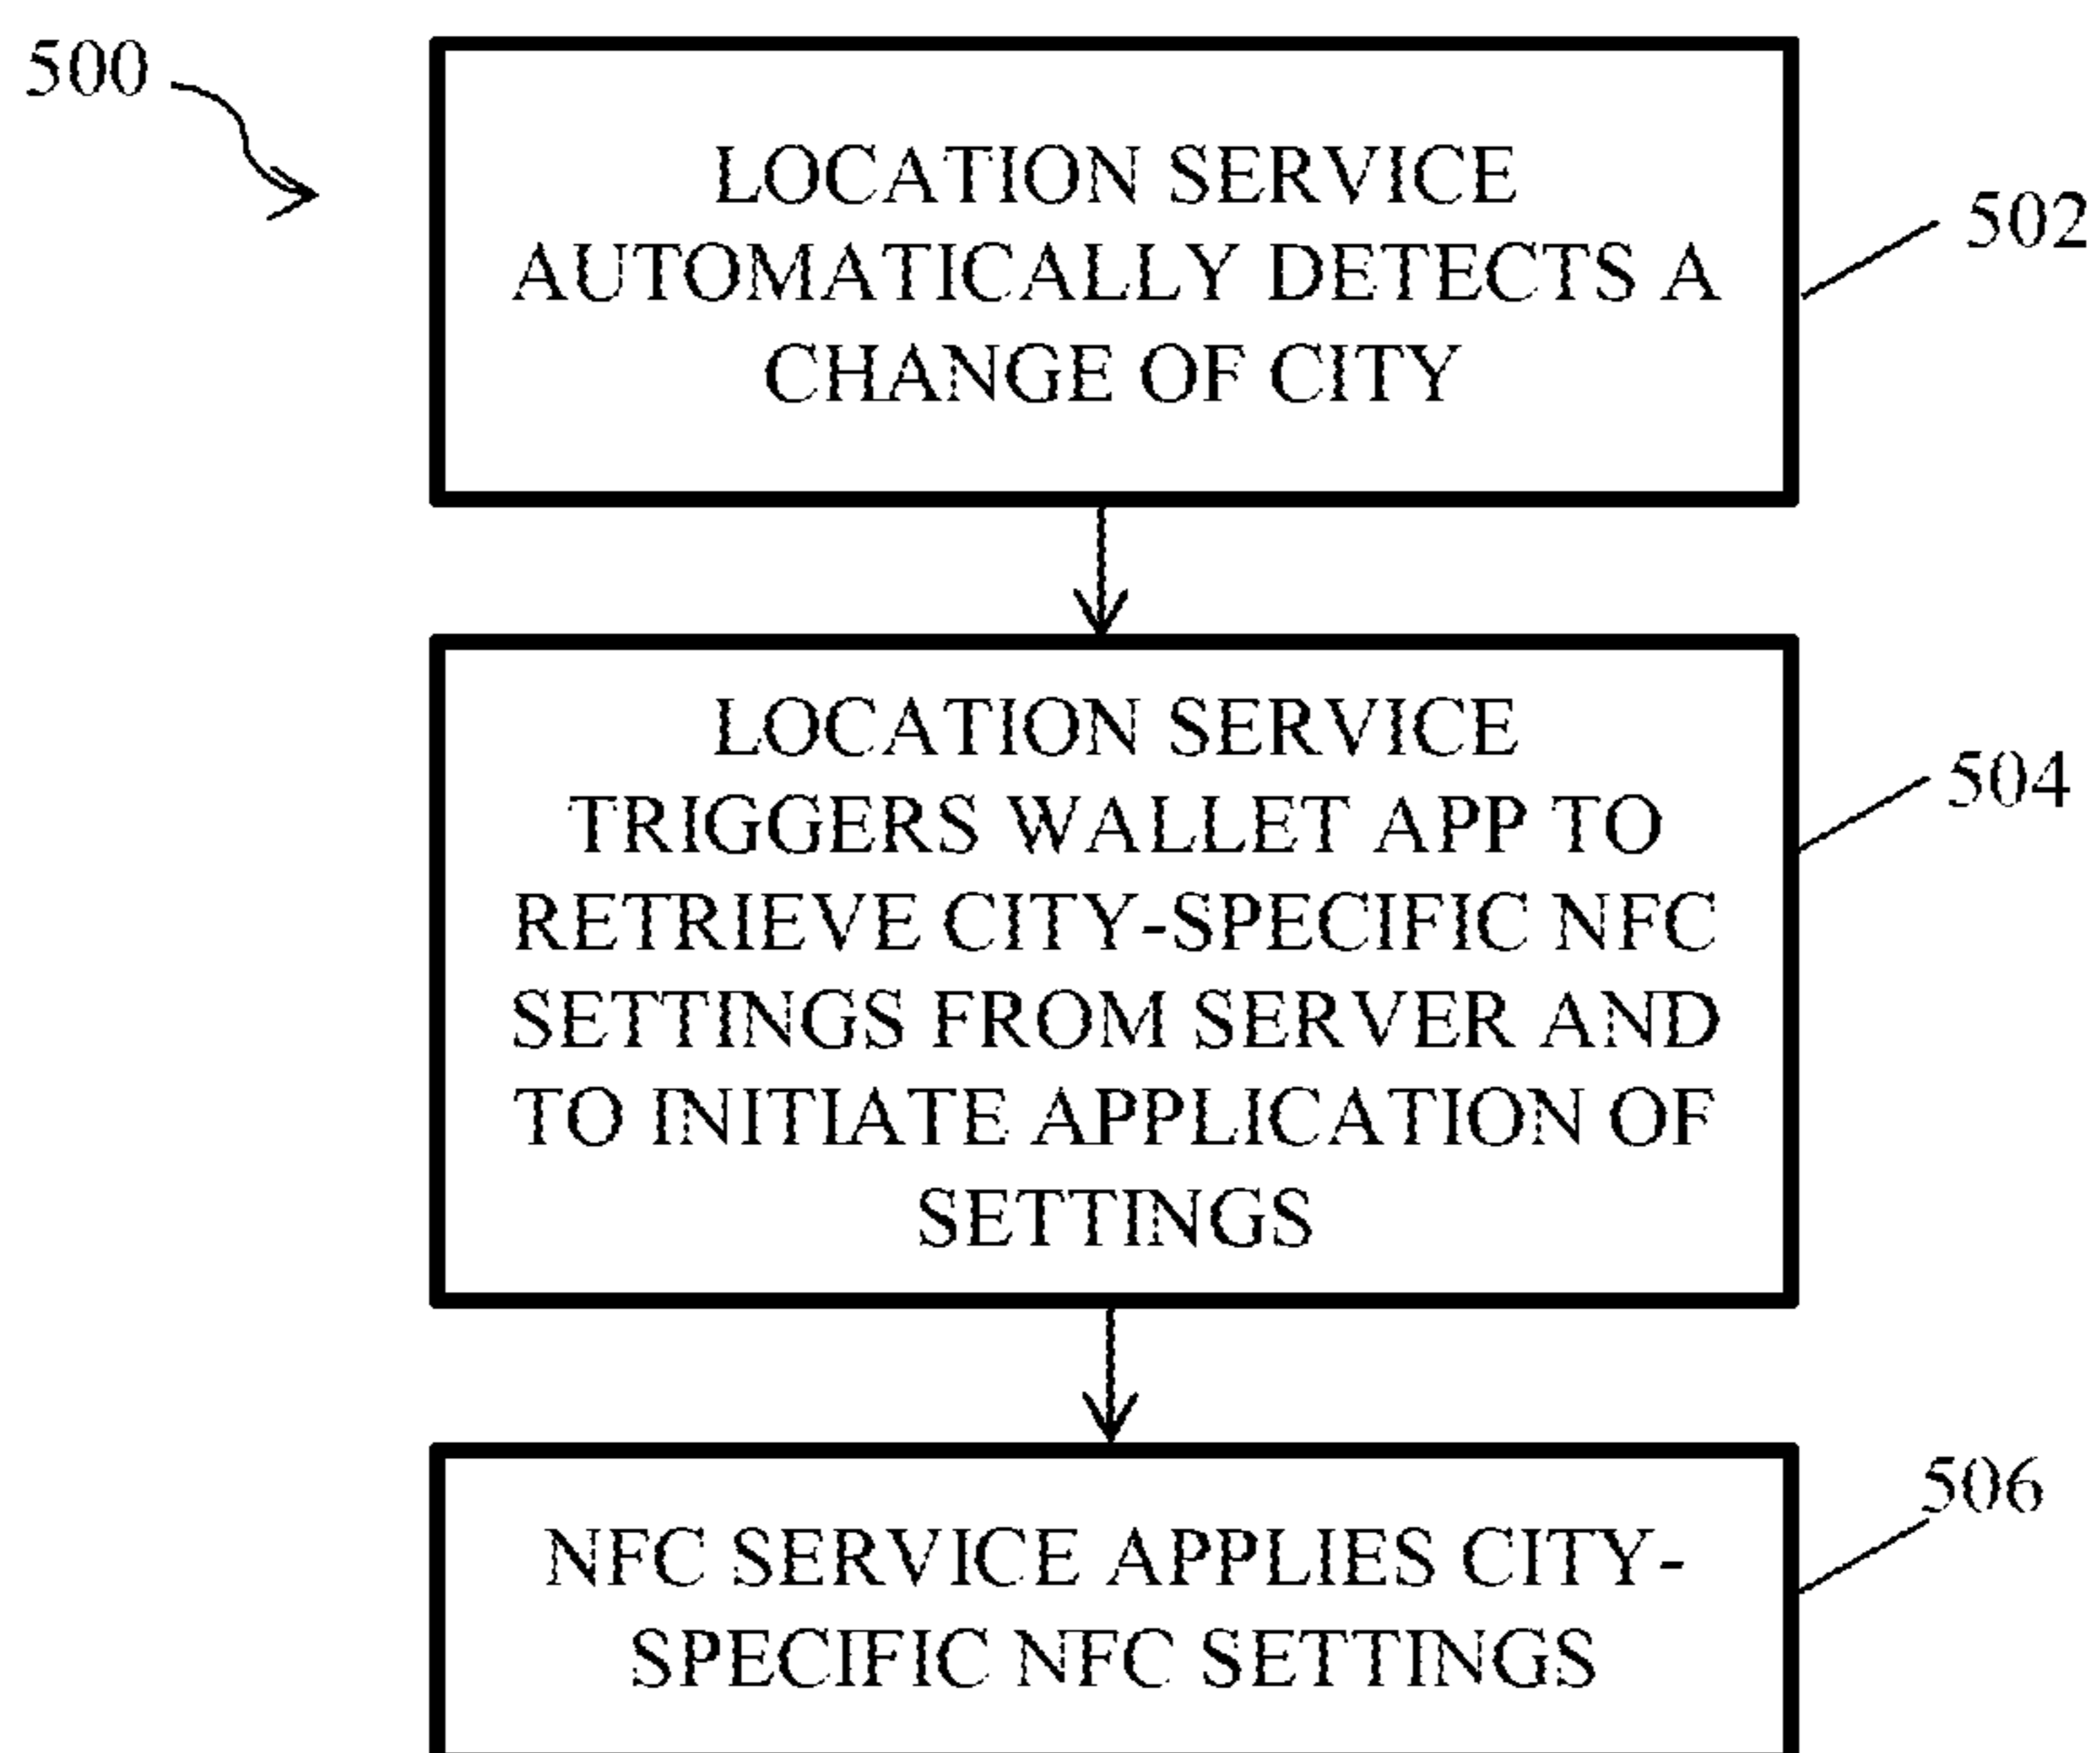 500
LOCATION SERVICE
AUTOMATICALLY DETECTS A
CHANGE OF CITY
502
LOCATION SERVICE
TRIGGERS WALLET APP TO
RETRIEVE CITY-SPECIFIC NFC
SETTINGS FROM SERVER AND
TO INITIATE APPLICATION OF
SETTINGS
504
NFC SERVICE APPLIES CITY-
SPECIFIC NFC SETTINGS
506